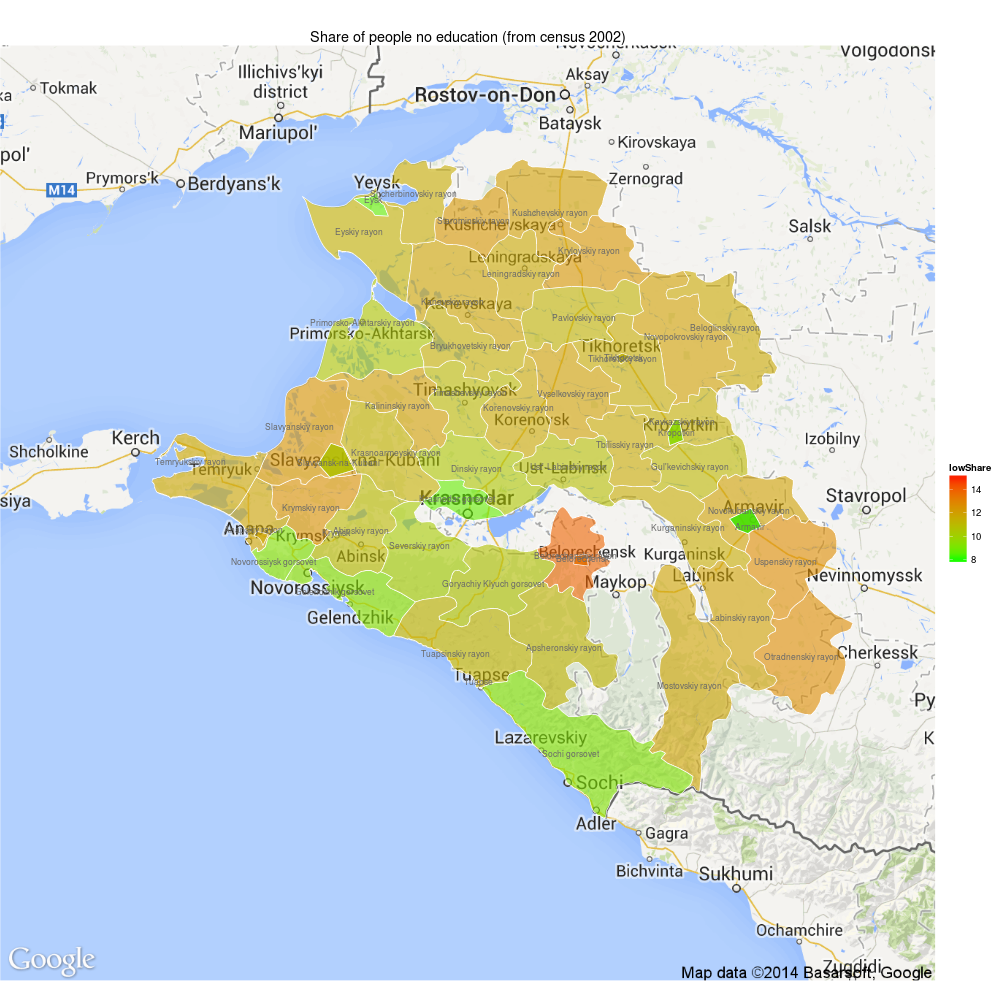 Share of people no education (from census 2002)
Volgodonsk
Illichivs'kyi
district
Aksay
Tokmak
Rostov-on-Don
Bataysk
Mariupol'
Kirovskaya
pol'
Prymors'k
Zernograd
Yeysk
Berdyans'k
M14
Eysk
Kushchevskiy rayon
Salsk
Kushchevskaya
Eyskiy rayon
Krylovskiy rayon
Leningradskaya
Leningradskiy rayon
Kanevskaya
Pavlovskiy rayon
Primorsko-Akhtarskiy rayon
Beloglinskiy rayon
Primorsko-Akhtarsk
Novopokrovskiy rayon
Bryukhovetskiy rayon
Tikhoretsk
Tikhoretskiy rayon
Timashyovsk
Vyselkovskiy rayon
Kalininskiy rayon
Korenovskiy rayon
Korenovsk
Slavyanskiy rayon
Kropotkin
Kropotkin
Kerch
Izobilny
Shcholkine
Tbilisskiy rayon
Krasnoarmeyskiy rayon
Temryukskiy rayon
Temryuk
Dinskiy rayon
Ust-Labinsk
Gul'kevichskiy rayon
lowShare
14
12
10
8
siya
Krasnodar
Stavropol
Krymskiy rayon
Armavir
Novokubanskiy rayon
Armavir
Anapa
Krymsk
Abinskiy rayon
Kurganinskiy rayon
Severskiy rayon
Abinsk
Belorechensk
Kurganinsk
Novorossiysk gorsovet
Uspenskiy rayon
Novorossiysk
Goryachiy Klyuch gorsovet
Maykop
Labinsk
Nevinnomyssk
Gelendzhik
Labinskiy rayon
Apsheronskiy rayon
Tuapsinskiy rayon
Otradnenskiy rayon
Cherkessk
Tuapse
Tuapse
Mostovskiy rayon
Py
Lazarevskiy
K
Sochi gorsovet
Sochi
Adler
Gagra
Bichvinta
Sukhumi
Ochamchire
Google
Zugdidi
Map data ©2014 Basarsoft, Google